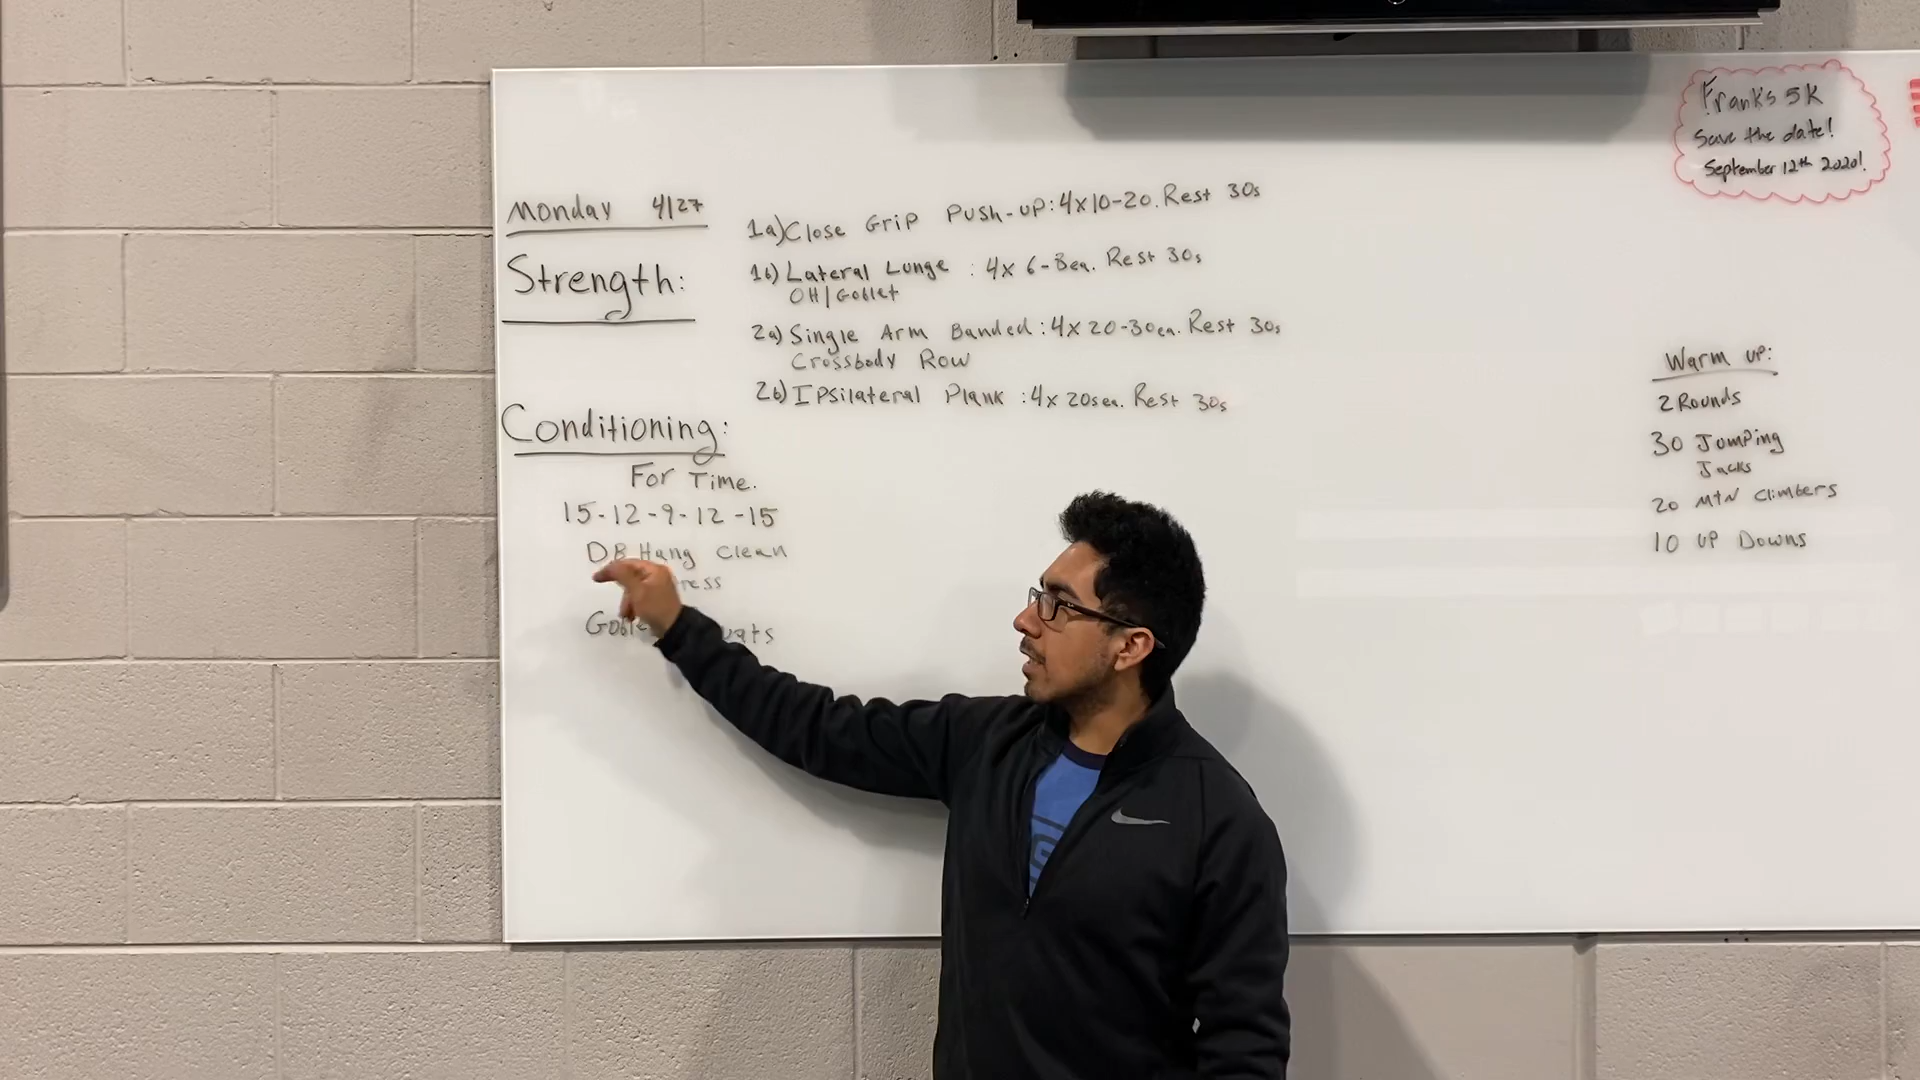 Frank's 5K
Save the date!
September 12th 2020!
Monday 4/27
Strength:
1a) Close Grip Push-up: 4x10-20. Rest 30s
1b) Lateral Lunge : 4x 6-8ea. Rest 30s
OH/Goblet
2a) Single Arm Banded: 4x 20-30ea. Rest 30s
Crossbody Row
2b) Ipsilateral Plank : 4x 20sea. Rest 30s
Conditioning:
For Time.
15-12-9-12-15
DB Hang Clean
Warm up:
2 Rounds
30 Jumping
Jacks
20 Mtn Climbers
10 Up Downs